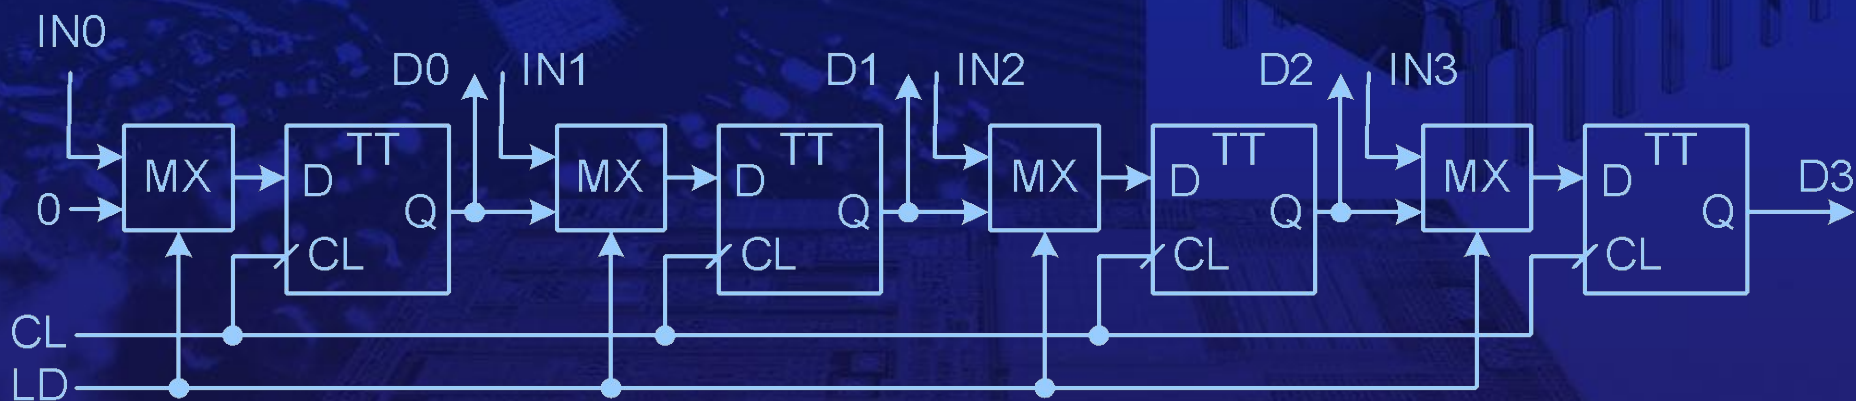 IN0
D0 IN1 D1 IN2 D2 IN3
TT TT TT TT
MX D MX D MX D MX D D3
0 Q Q Q Q
CL CL CL CL
CL
LD